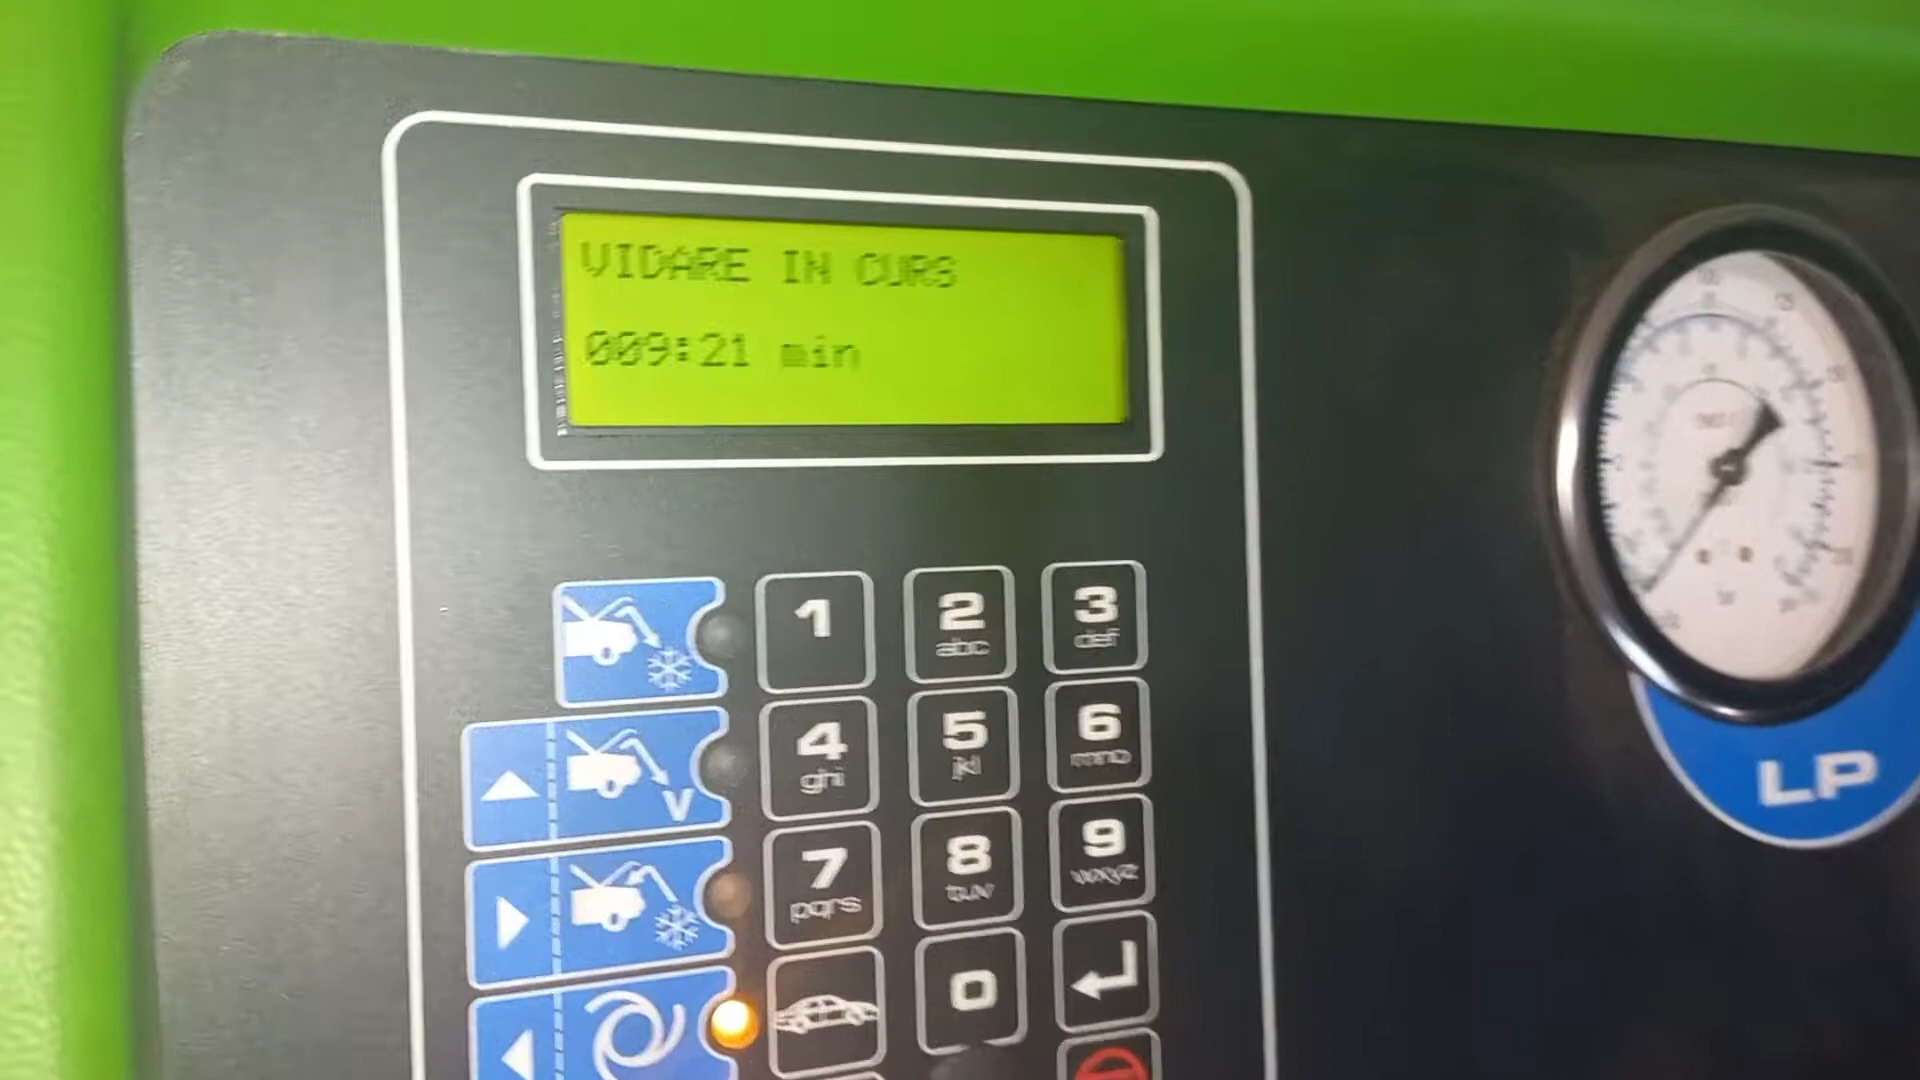 VIDARE IN CURS
009:21 min
1
2
abc
3
def
4
ghi
5
jkl
6
mno
V
7
pqrs
8
tuv
9
wxyz
0
LP